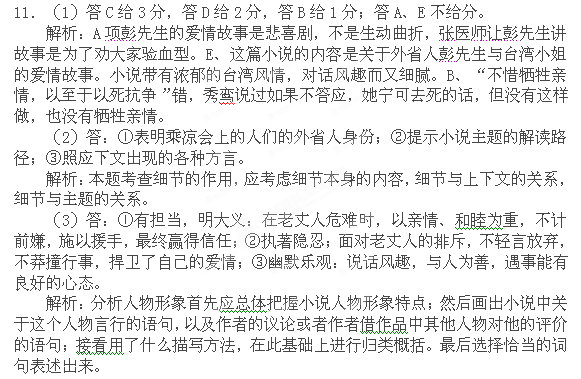 11. （1）答 C 给 3 分，答 D 给 2 分，答 B 给 1 分；答 A、E 不给分。
解析：A 项彭先生的爱情故事是悲喜剧，不是生动曲折，张医师让彭先生讲
故事是为了劝大家验血型。E、这篇小说的内容是关于外省人彭先生与台湾小姐
的爱情故事。小说带有浓郁的台湾风情，对话风趣而又细腻。B、“不惜牺牲亲
情，以至于以死抗争”错，秀鸾说过如果不答应，她宁可去死的话，但没有这样
做，也没有牺牲亲情。
（2）答：①表明乘凉会上的人们的外省人身份；②提示小说主题的解读路
径；③照应下文出现的各种方言。
解析：本题考查细节的作用，应考虑细节本身的内容，细节与上下文的关系，
细节与主题的关系。
（3）答：①有担当，明大义：在老丈人危难时，以亲情、和睦为重，不计
前嫌，施以援手，最终赢得信任；②执著隐忍：面对老丈人的排斥，不轻言放弃，
不莽撞行事，捍卫了自己的爱情；③幽默乐观：说话风趣，与人为善，遇事能有
良好的心态。
解析：分析人物形象首先应总体把握小说人物形象特点；然后画出小说中关
于这个人物言行的语句，以及作者的议论或者作者借作品中其他人物对他的评价
的语句；接看用了什么描写方法，在此基础上进行归类概括。最后选择恰当的词
句表述出来。